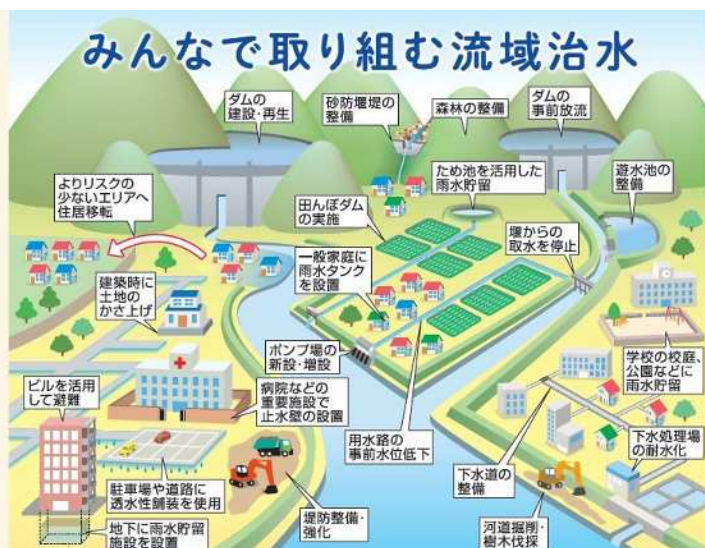 みんなで取り組む流域治水
ダムの
建設・再生
砂防堰堤の
整備
森林の整備
ダムの
事前放流
よりリスクの
少ないエリアへ
住居移転
ため池を活用した
雨水貯留
遊水池の
整備
田んぼダム
の実施
堰からの
取水を停止
一般家庭に
雨水タンク
を設置
建築時に
土地の
かさ上げ
ポンプ場の
新設・増設
学校の校庭、
公園などに
雨水貯留
ビルを活用
して避難
病院などの
重要施設で
止水壁の設置
用水路の
事前水位低下
下水道の
整備
下水処理場
の耐水化
駐車場や道路に
透水性舗装を使用
堤防整備・
強化
河道掘削・
樹木伐採
地下に雨水貯留
施設を設置